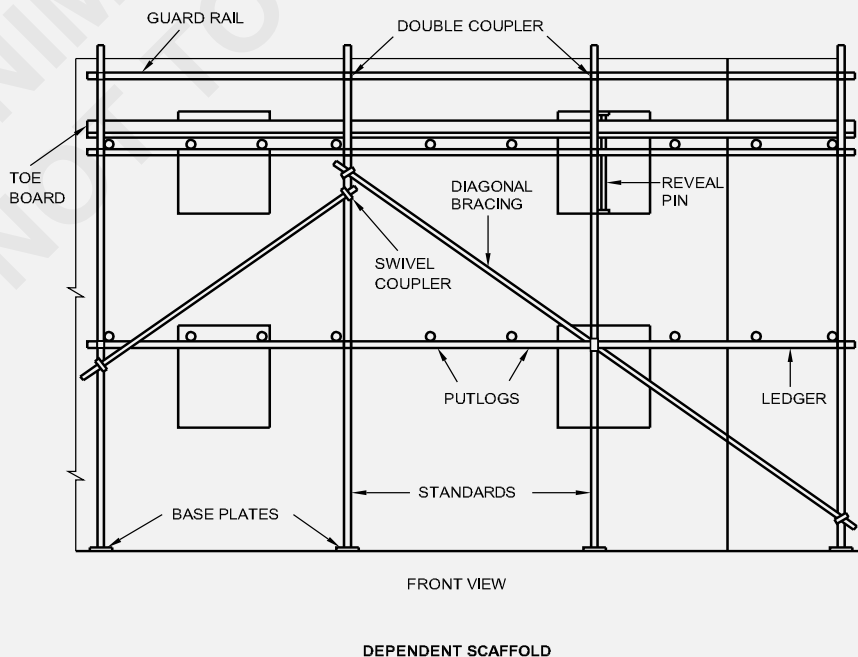 GUARD RAIL
DOUBLE COUPLER
TOE
BOARD
DIAGONAL
BRACING
REVEAL
PIN
SWIVEL
COUPLER
PUTLOGS
LEDGER
STANDARDS
BASE PLATES
FRONT VIEW
DEPENDENT SCAFFOLD